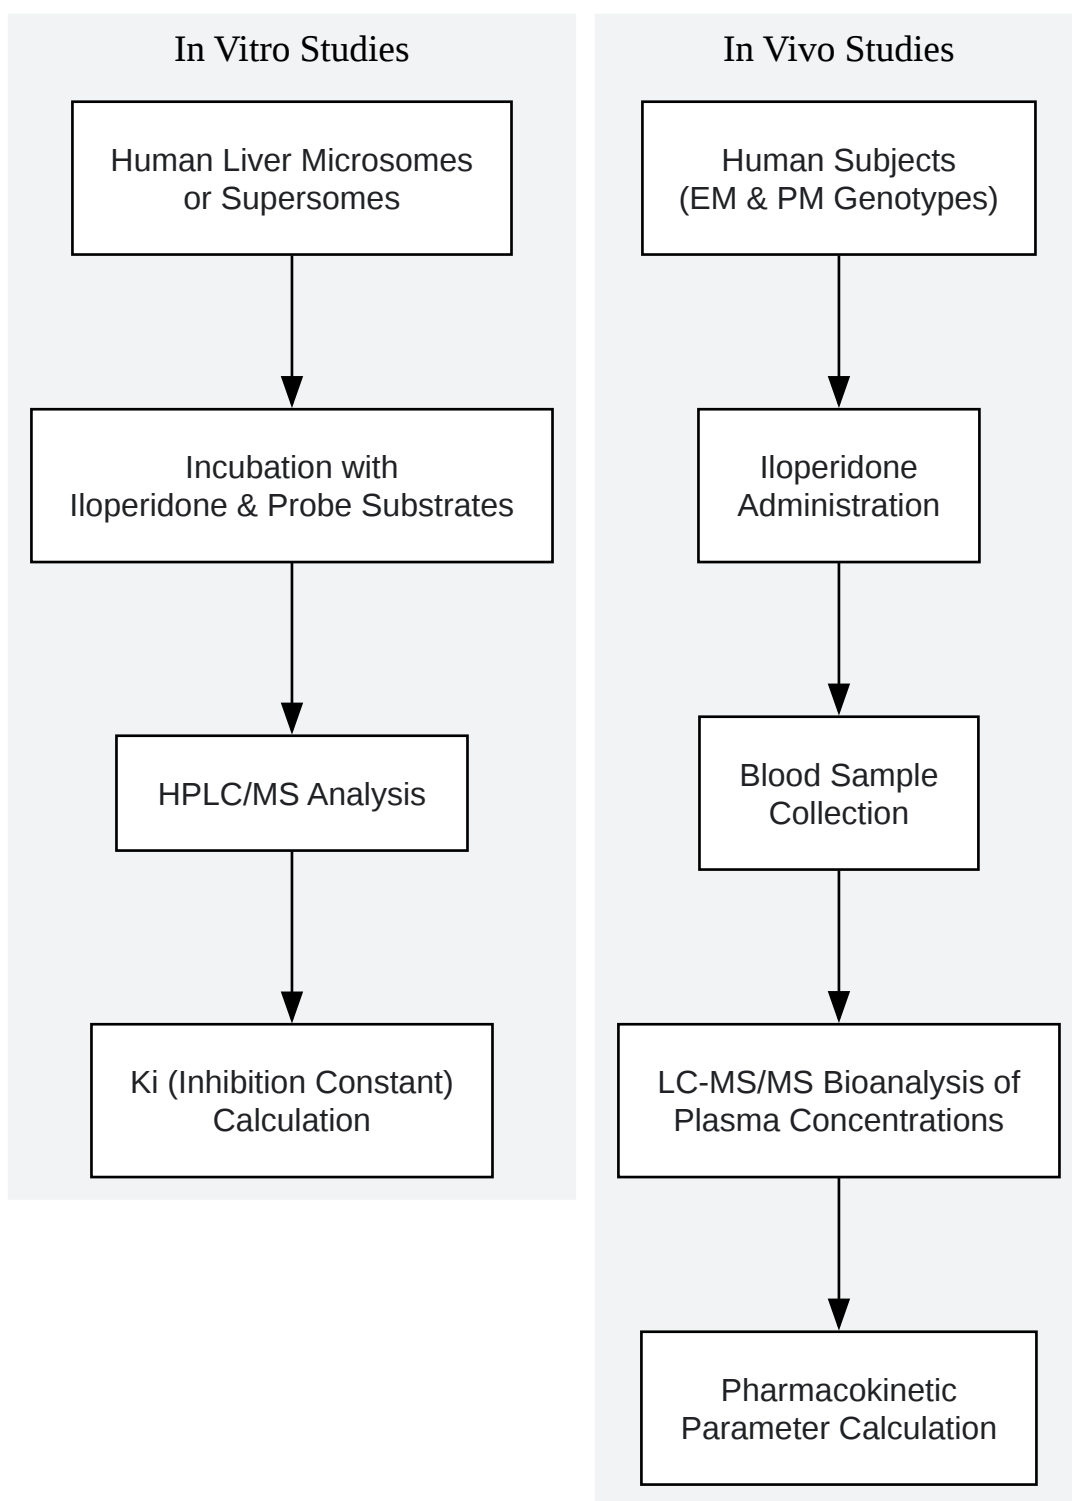 In Vitro Studies
Human Liver Microsomes
or Supersomes
Incubation with
Iloperidone & Probe Substrates
HPLC/MS Analysis
Ki (Inhibition Constant)
Calculation
In Vivo Studies
Human Subjects
(EM & PM Genotypes)
Iloperidone
Administration
Blood Sample
Collection
LC-MS/MS Bioanalysis of
Plasma Concentrations
Pharmacokinetic
Parameter Calculation